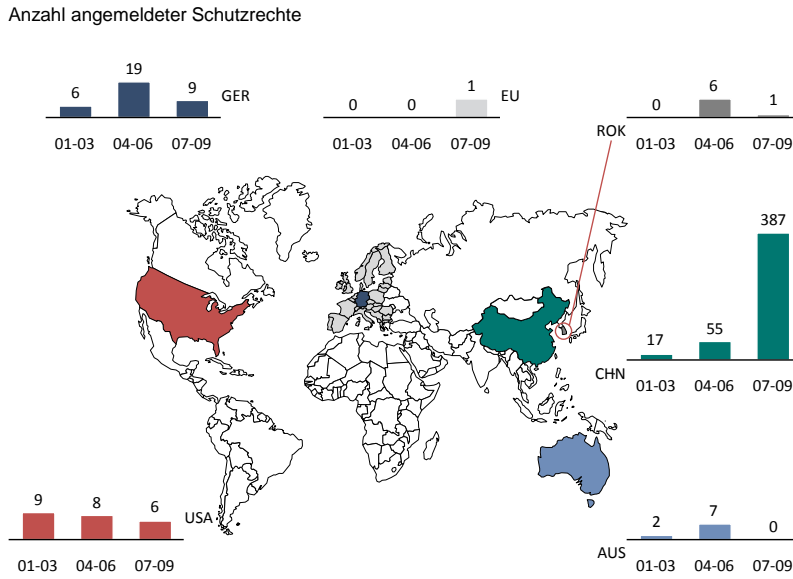 Anzahl angemeldeter Schutzrechte
6 19 9 GER
01-03 04-06 07-09
0 0 1 EU
01-03 04-06 07-09
0 6 1
ROK
01-03 04-06 07-09
17 55 387
CHN
01-03 04-06 07-09
9 8 6 USA
01-03 04-06 07-09
2 7 0
AUS
01-03 04-06 07-09